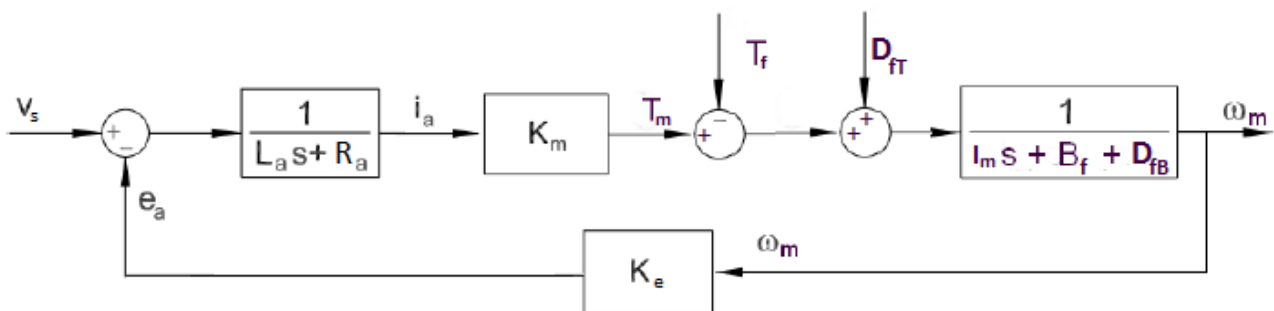 T_f
D_fT
v_s
+
−
1
L_a s + R_a
i_a
K_m
T_m
+
−
+
+
1
I_m s + B_f + D_fB
ω_m
e_a
K_e
ω_m